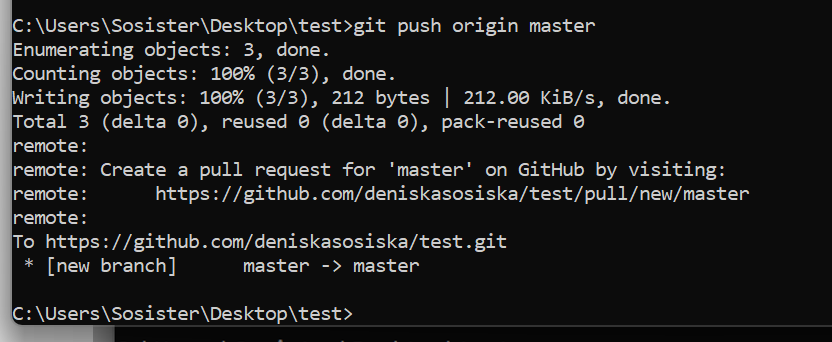 C:\Users\Sosister\Desktop\test>git push origin master
Enumerating objects: 3, done.
Counting objects: 100% (3/3), done.
Writing objects: 100% (3/3), 212 bytes | 212.00 KiB/s, done.
Total 3 (delta 0), reused 0 (delta 0), pack-reused 0
remote:
remote: Create a pull request for 'master' on GitHub by visiting:
remote:      https://github.com/deniskasosiska/test/pull/new/master
remote:
To https://github.com/deniskasosiska/test.git
 * [new branch]      master -> master
C:\Users\Sosister\Desktop\test>